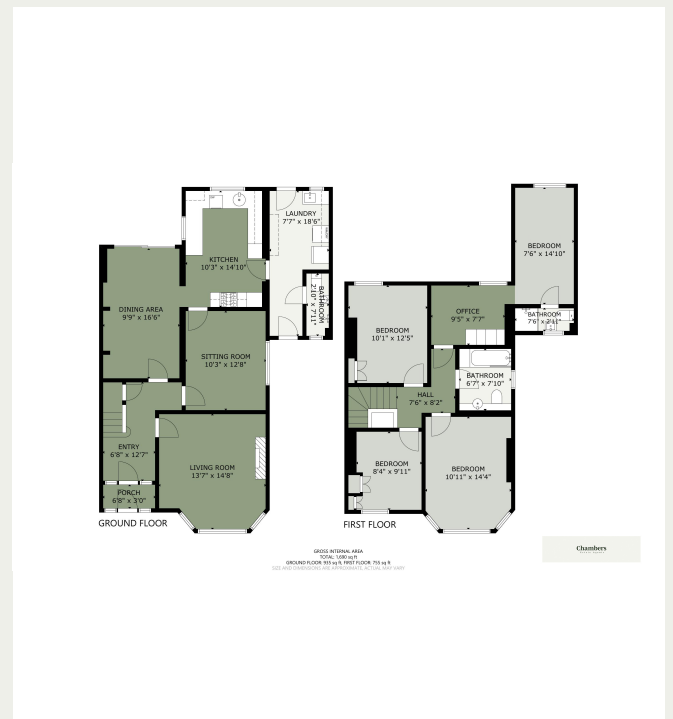 LAUNDRY
7'7" x 18'6"
KITCHEN
10'3" x 14'10"
BATHROOM
2'10" x 7'11"
DINING AREA
9'9" x 16'6"
SITTING ROOM
10'3" x 12'8"
ENTRY
6'8" x 12'7"
LIVING ROOM
13'7" x 14'8"
PORCH
6'8" x 3'0"
GROUND FLOOR
BEDROOM
7'6" x 14'10"
OFFICE
9'5" x 7'7"
BATHROOM
7'6" x 2'11"
BEDROOM
10'1" x 12'5"
BATHROOM
6'7" x 7'10"
HALL
7'6" x 8'2"
BEDROOM
8'4" x 9'11"
BEDROOM
10'11" x 14'4"
FIRST FLOOR
GROSS INTERNAL AREA
TOTAL: 1,690 sq ft
GROUND FLOOR: 935 sq ft, FIRST FLOOR: 755 sq ft
SIZE AND DIMENSIONS ARE APPROXIMATE, ACTUAL MAY VARY
Chambers